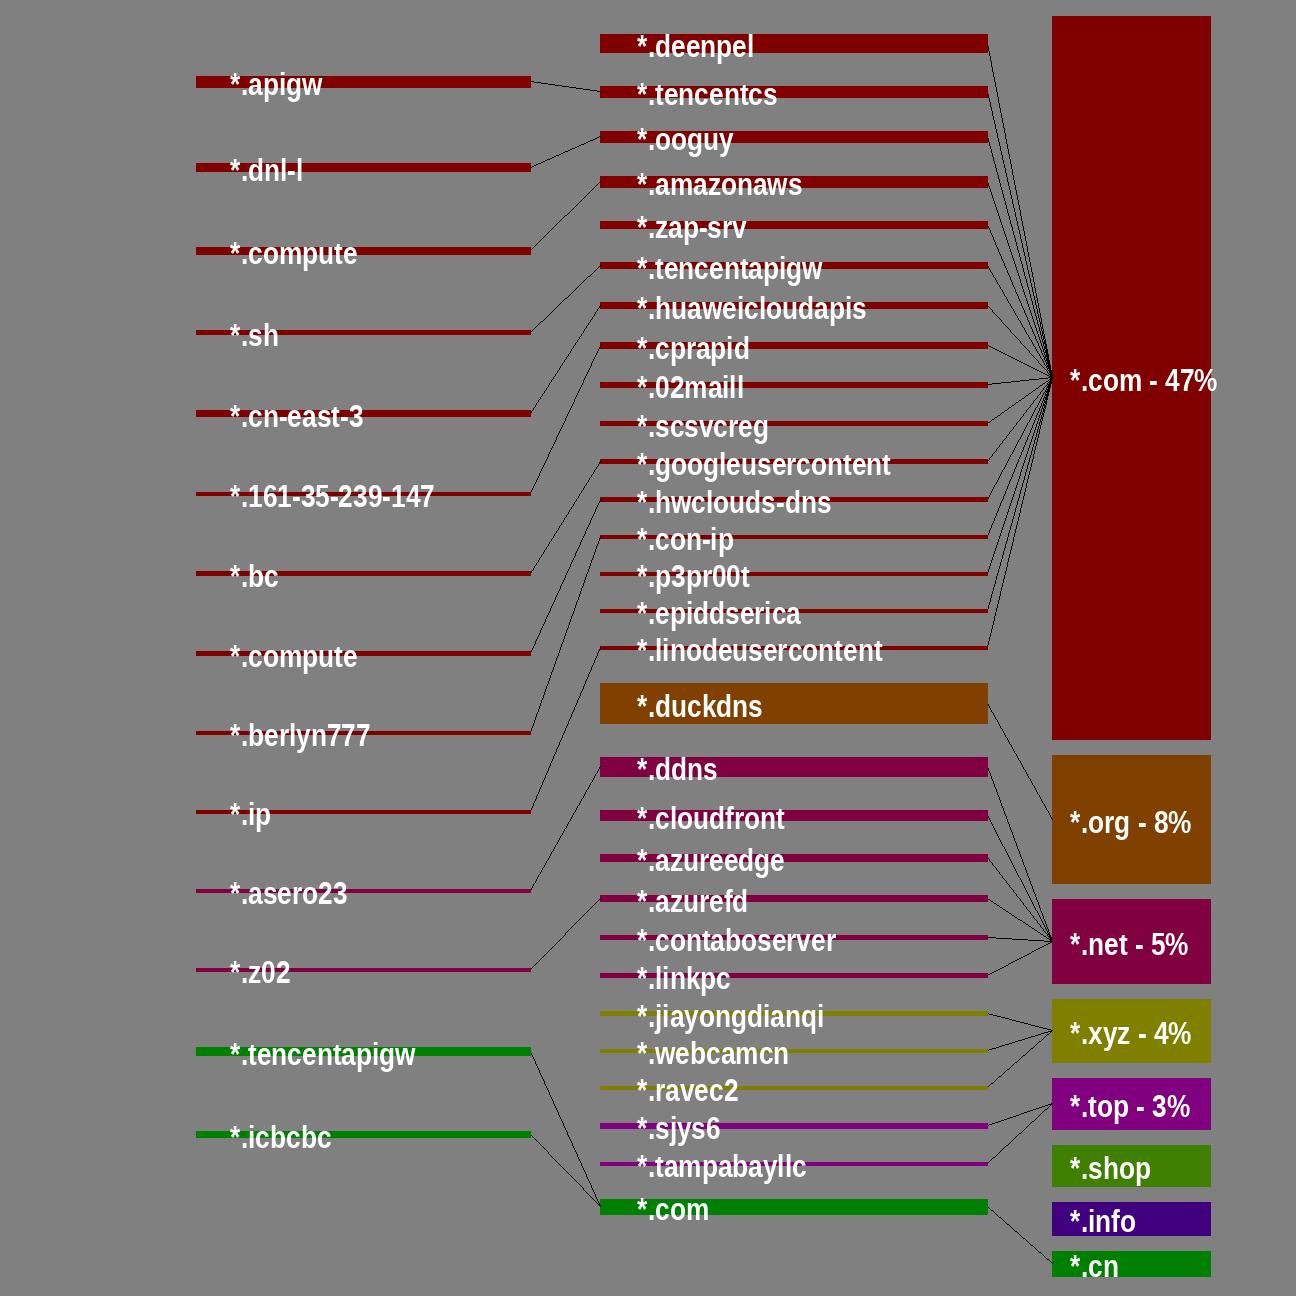 *.apigw
*.dnl-l
*.compute
*.sh
*.cn-east-3
*.161-35-239-147
*.bc
*.compute
*.berlyn777
*.ip
*.asero23
*.z02
*.tencentapigw
*.icbcbc
*.deenpel
*.tencentcs
*.ooguy
*.amazonaws
*.zap-srv
*.tencentapigw
*.huaweicloudapis
*.cprapid
*.02maill
*.scsvcreg
*.googleusercontent
*.hwclouds-dns
*.con-ip
*.p3pr00t
*.epiddserica
*.linodeusercontent
*.duckdns
*.ddns
*.cloudfront
*.azureedge
*.azurefd
*.contaboserver
*.linkpc
*.jiayongdianqi
*.webcamcn
*.ravec2
*.sjys6
*.tampabayllc
*.com
*.com - 47%
*.org - 8%
*.net - 5%
*.xyz - 4%
*.top - 3%
*.shop
*.info
*.cn